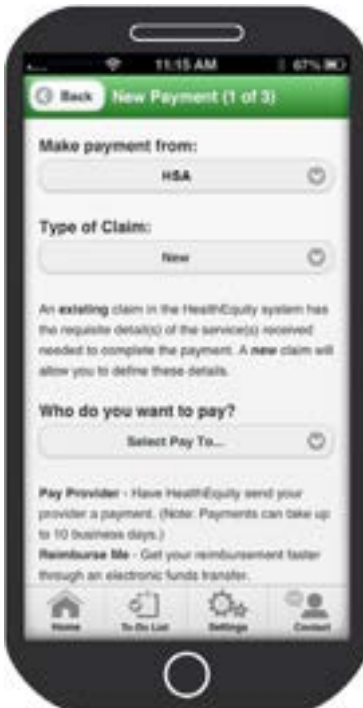 11:15 AM
67%
Back
New Payment (1 of 3)
Make payment from:
HSA
Type of Claim:
New
An existing claim in the HealthEquity system has
the requisite detail(s) of the service(s) received
needed to complete the payment. A new claim will
allow you to define these details.
Who do you want to pay?
Select Pay To...
Pay Provider - Have HealthEquity send your
provider a payment. (Note: Payments can take up
to 10 business days.)
Reimburse Me - Get your reimbursement faster
through an electronic funds transfer.
Home
To Do List
Settings
Contact